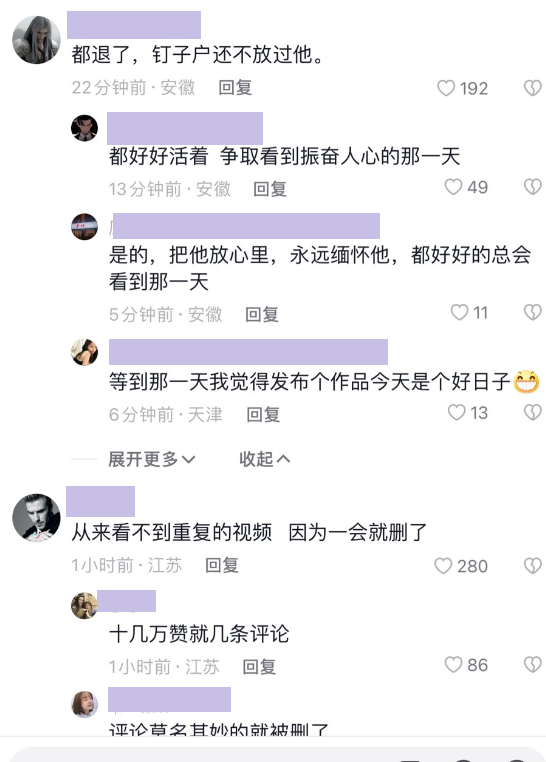 都退了，钉子户还不放过他。
22分钟前·安徽 回复 192
都好好活着 争取看到振奋人心的那一天
13分钟前·安徽 回复 49
是的，把他放心里，永远缅怀他，都好好的总会
看到那一天
5分钟前·安徽 回复 11
等到那一天我觉得发布个作品今天是个好日子😁
6分钟前·天津 回复 13
展开更多 收起
从来看不到重复的视频 因为一会就删了
1小时前·江苏 回复 280
十几万赞就几条评论
1小时前·江苏 回复 86
评论莫名其妙的就被删了